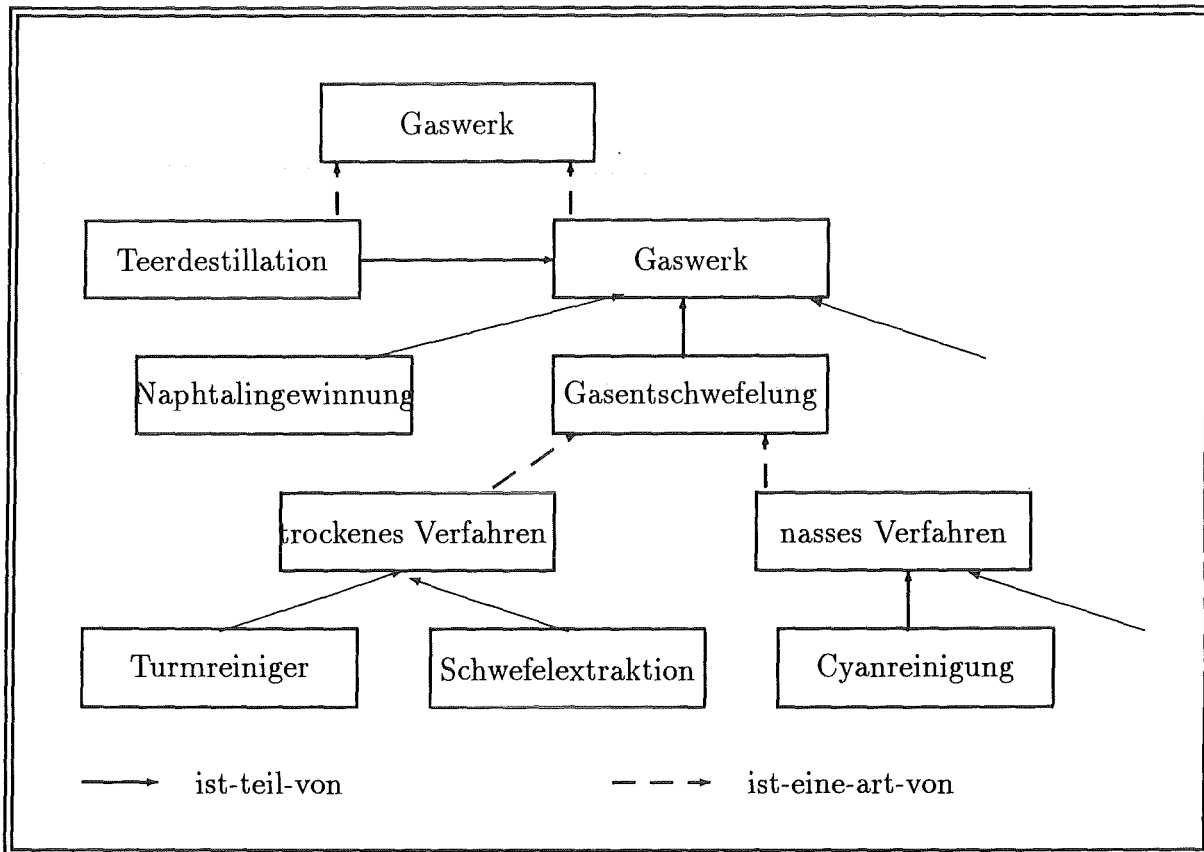 Gaswerk
Teerdestillation
Gaswerk
Naphtalingewinnung
Gasentschwefelung
trockenes Verfahren
nasses Verfahren
Turmreiniger
Schwefelextraktion
Cyanreinigung
ist-teil-von
ist-eine-art-von